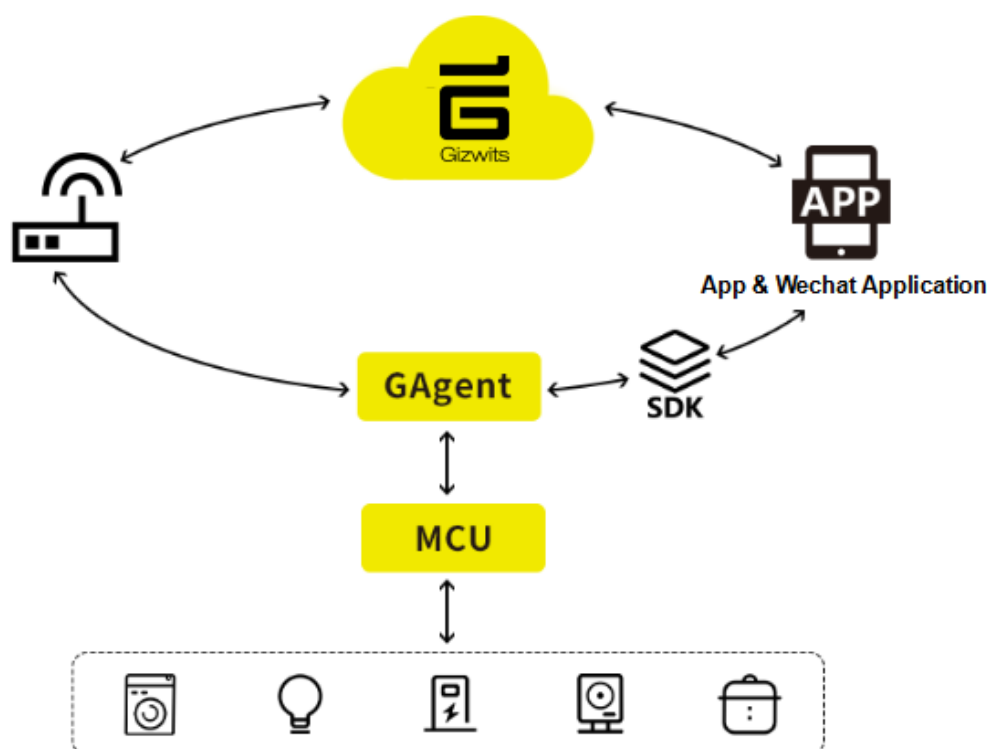 Gizwits
APP
App & Wechat Application
GAgent
SDK
MCU